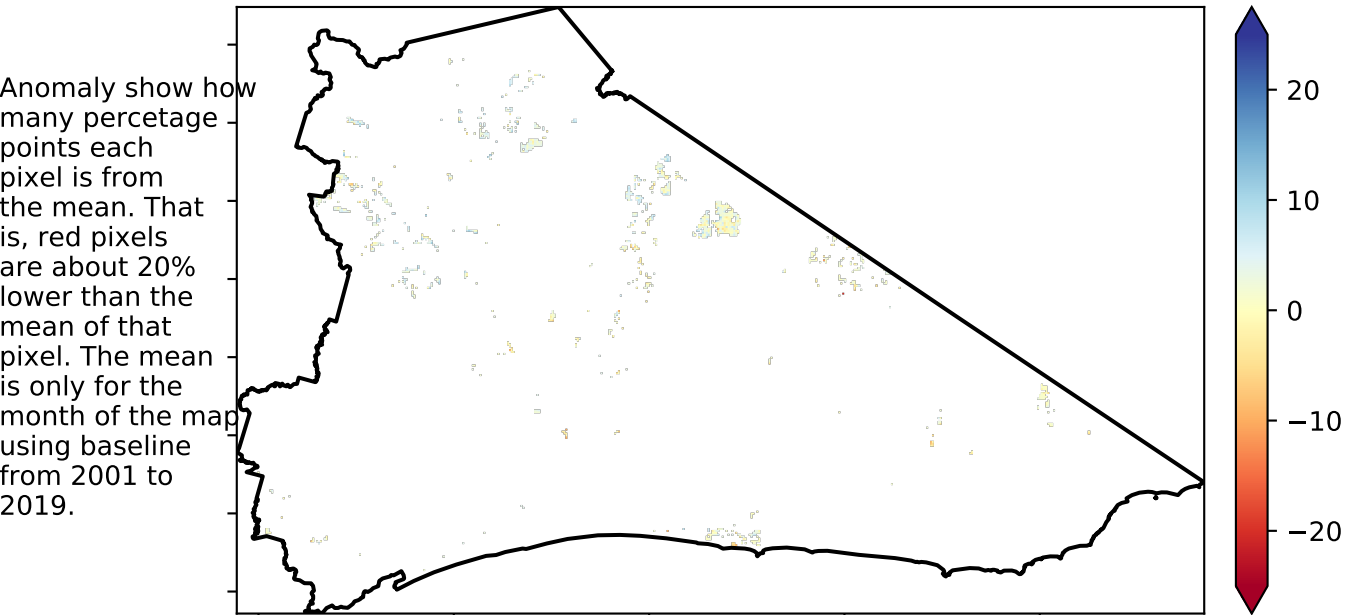 Anomaly show how
many percetage
points each
pixel is from
the mean. That
is, red pixels
are about 20%
lower than the
mean of that
pixel. The mean
is only for the
month of the map
using baseline
from 2001 to
2019.
20
10
0
−10
−20